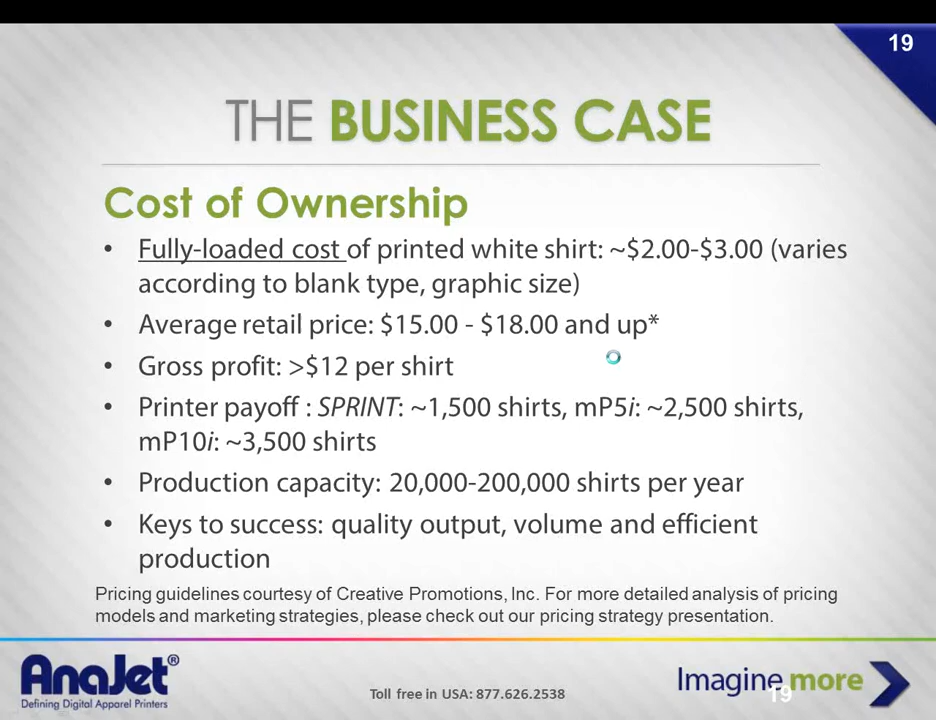 19
THE BUSINESS CASE
Cost of Ownership
• Fully-loaded cost of printed white shirt: ~$2.00-$3.00 (varies
according to blank type, graphic size)
• Average retail price: $15.00 - $18.00 and up*
• Gross profit: >$12 per shirt
• Printer payoff : SPRINT: ~1,500 shirts, mP5i: ~2,500 shirts,
mP10i: ~3,500 shirts
• Production capacity: 20,000-200,000 shirts per year
• Keys to success: quality output, volume and efficient
production
Pricing guidelines courtesy of Creative Promotions, Inc. For more detailed analysis of pricing
models and marketing strategies, please check out our pricing strategy presentation.
AnaJet®
Defining Digital Apparel Printers
Toll free in USA: 877.626.2538
Imagine more
19